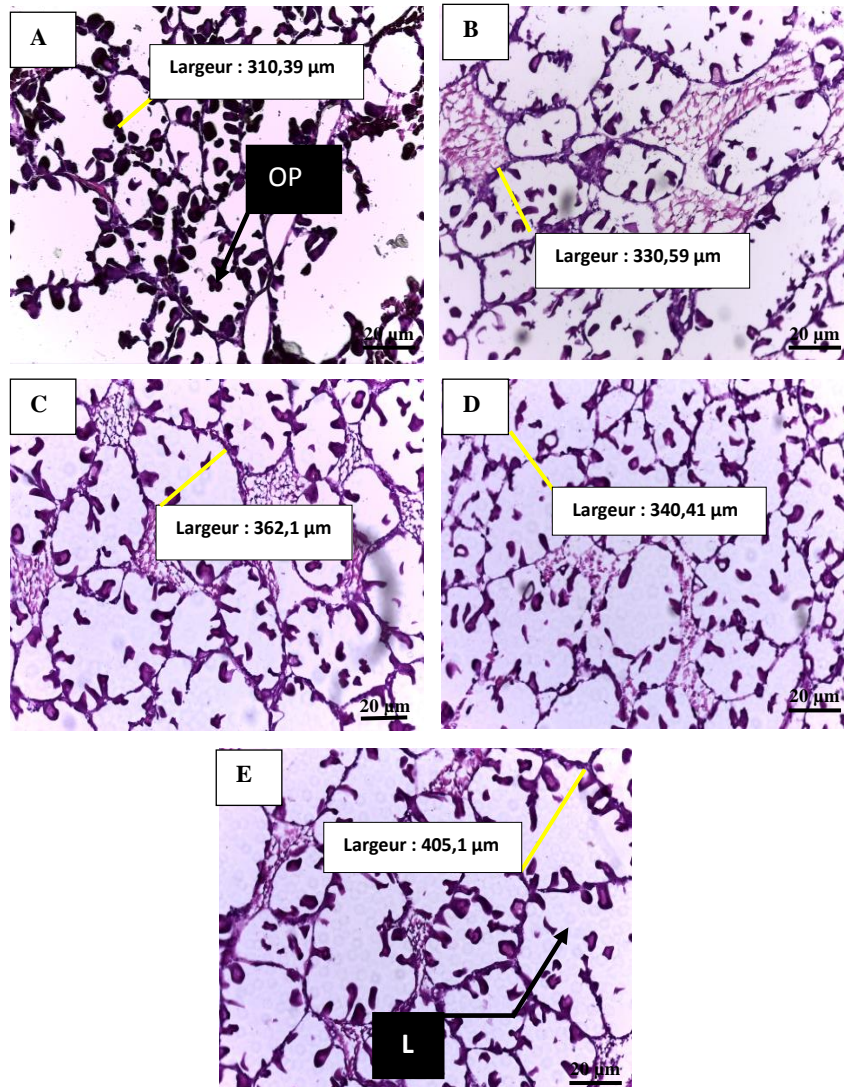 A
Largeur : 310,39 µm
OP
20 µm
B
Largeur : 330,59 µm
20 µm
C
Largeur : 362,1 µm
20 µm
D
Largeur : 340,41 µm
20 µm
E
Largeur : 405,1 µm
L
20 µm